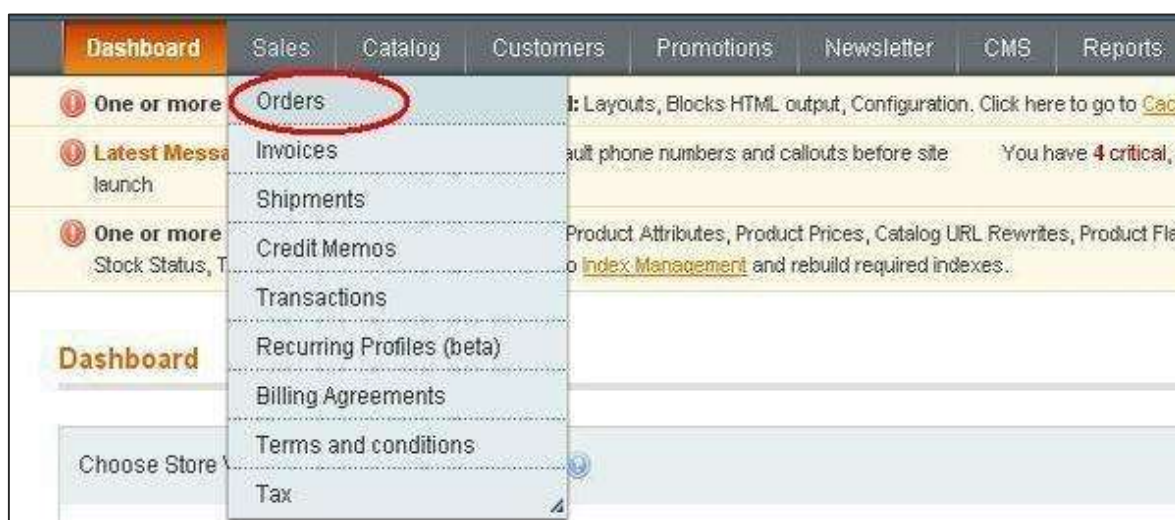 Dashboard Sales Catalog Customers Promotions Newsletter CMS Reports
One or more Orders : Layouts, Blocks HTML output, Configuration. Click here to go to
Latest Messa Invoices ault phone numbers and callouts before site You have 4 critical,
launch
Shipments
One or more Product Attributes, Product Prices, Catalog URL Rewrites, Product Fla
Credit Memos
Stock Status, T o Index Management and rebuild required indexes.
Transactions
Recurring Profiles (beta)
Dashboard
Billing Agreements
Terms and conditions
Choose Store
Tax